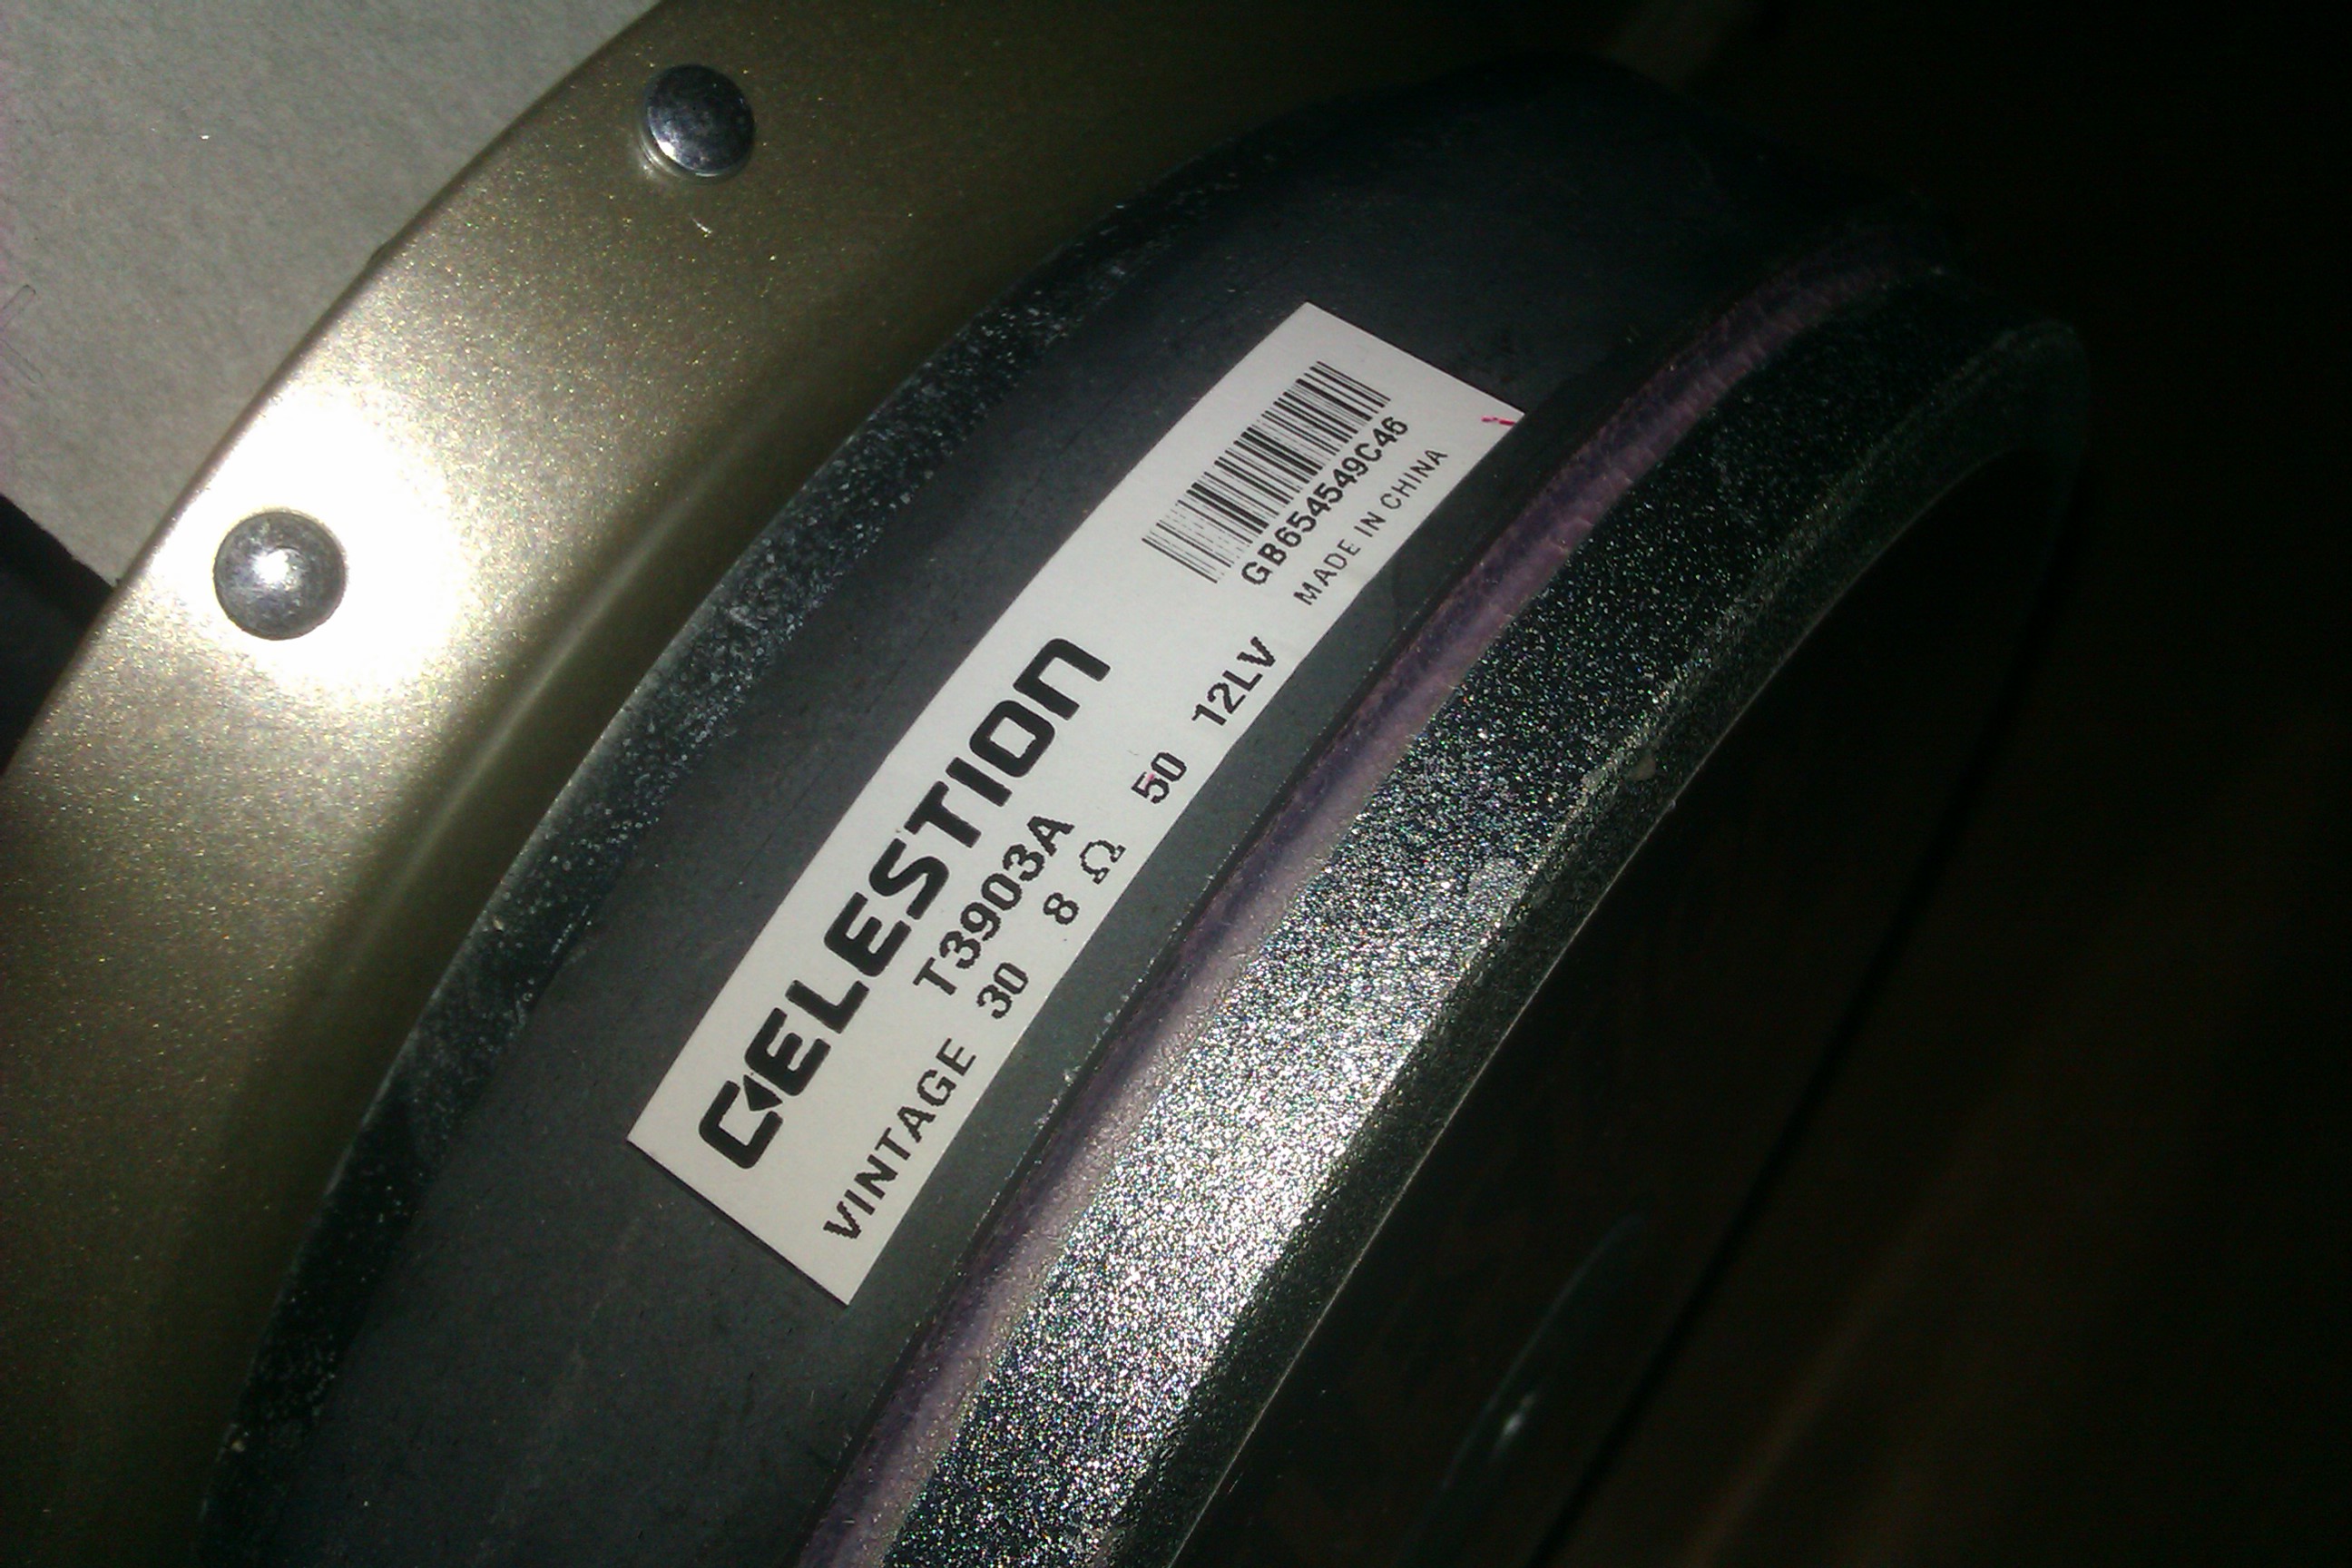 CELESTION
T3903A
VINTAGE 30 8 Ω 50 12LV
GB654549C46
MADE IN CHINA